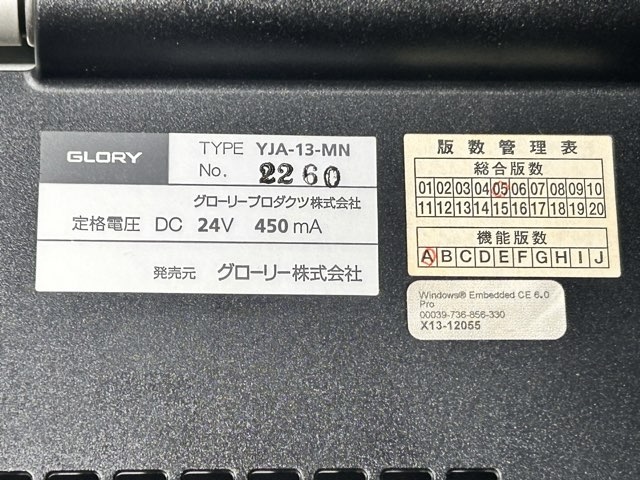 GLORY
TYPE YJA-13-MN
No. 2260
グローリープロダクツ株式会社
定格電圧 DC 24V 450mA
発売元 グローリー株式会社
版数管理表
総合版数
01 02 03 04 05 06 07 08 09 10
11 12 13 14 15 16 17 18 19 20
機能版数
A B C D E F G H I J
Windows® Embedded CE 6.0
Pro
00039-736-856-330
X13-12055